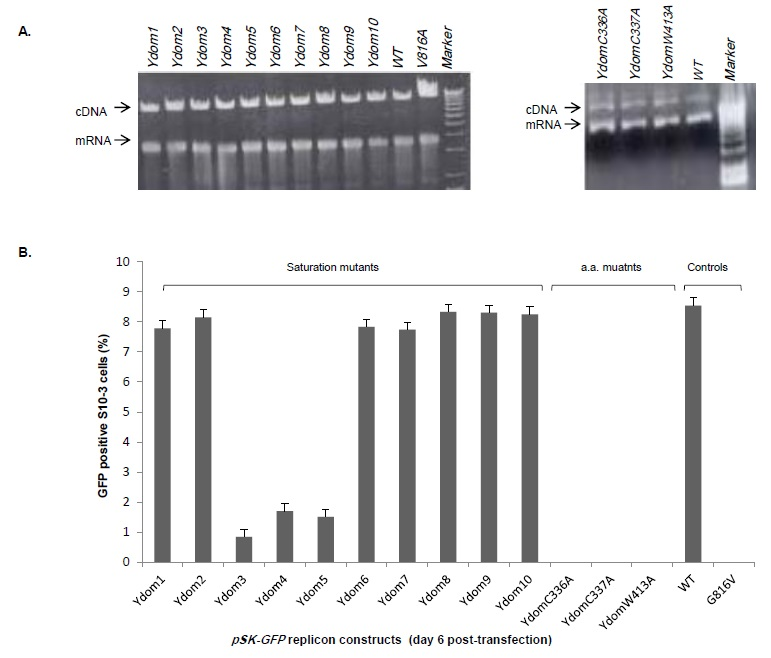 A.
Ydom1 Ydom2 Ydom3 Ydom4 Ydom5 Ydom6 Ydom7 Ydom8 Ydom9 Ydom10 WT V816A Marker
cDNA
mRNA
YdomC336A YdomC337A YdomW413A WT Marker
cDNA
mRNA
B.
GFP positive S10-3 cells (%)
10
9
8
7
6
5
4
3
2
1
0
Saturation mutants
a.a. muatnts
Controls
Ydom1 Ydom2 Ydom3 Ydom4 Ydom5 Ydom6 Ydom7 Ydom8 Ydom9 Ydom10 YdomC336A YdomC337A YdomW413A WT G816V
pSK-GFP replicon constructs (day 6 post-transfection)